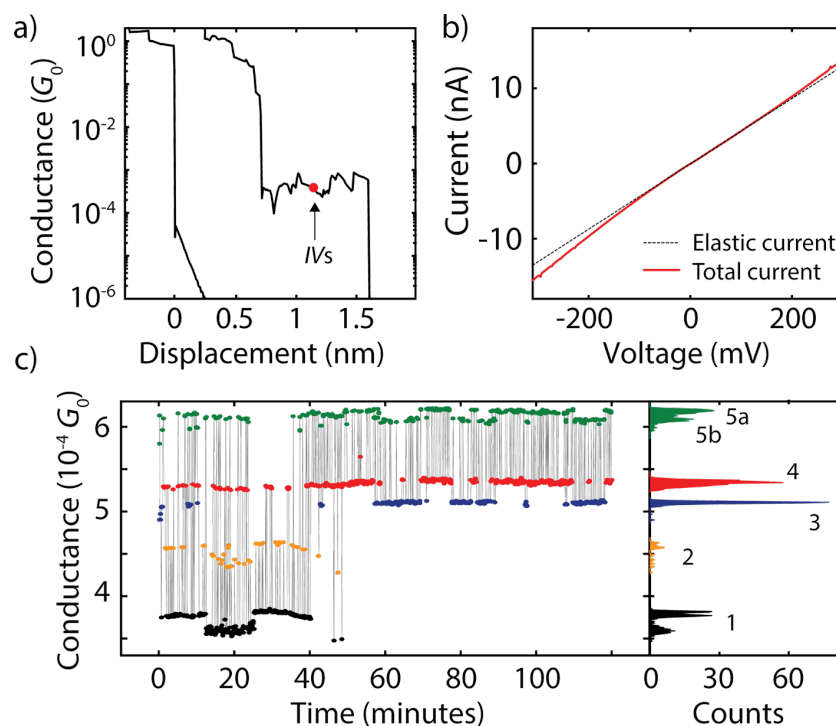 a)
Conductance (G₀)
10⁰
10⁻²
10⁻⁴
10⁻⁶
IVs
0 0.5 1 1.5
Displacement (nm)
b)
Current (nA)
10
0
-10
Elastic current
Total current
-200 0 200
Voltage (mV)
c)
Conductance (10⁻⁴ G₀)
6
5
4
0 20 40 60 80 100
Time (minutes)
5a
5b
4
3
2
1
0 30 60
Counts